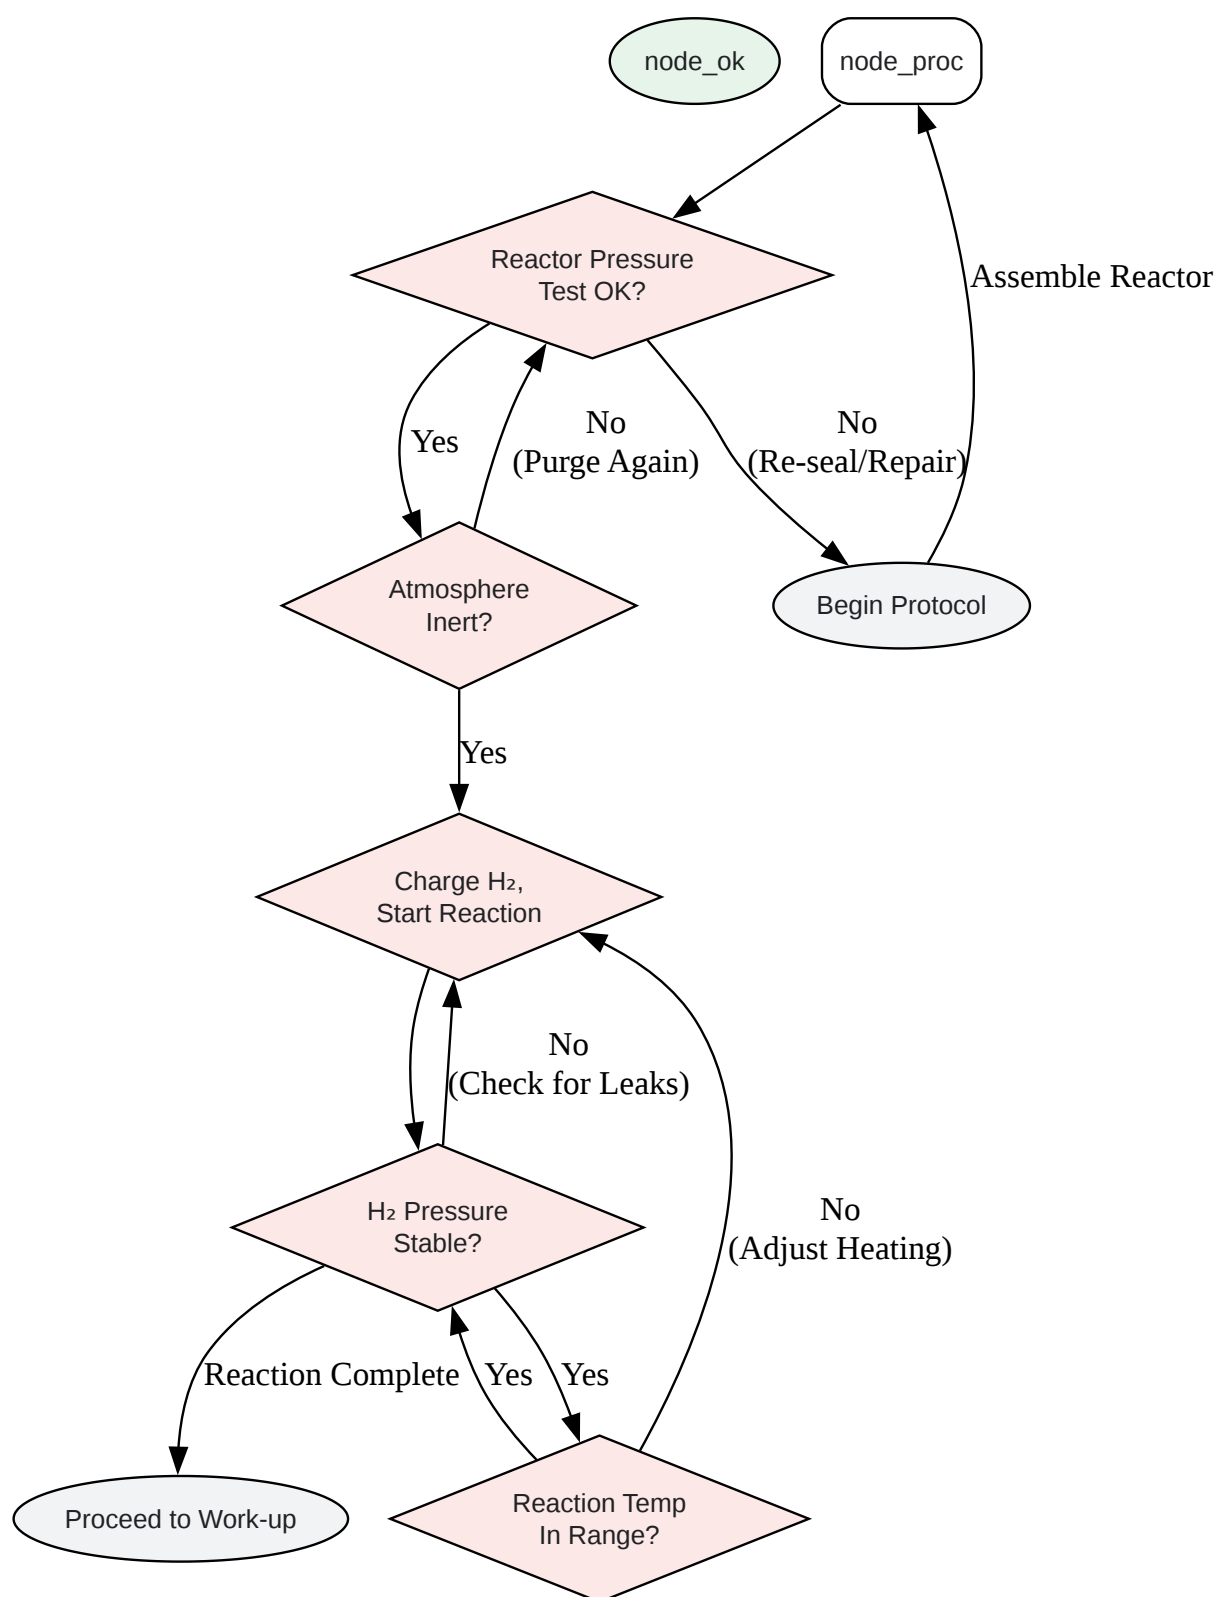 node_ok
node_proc
Reactor Pressure
Test OK?
Assemble Reactor
Yes
No
(Purge Again)
No
(Re-seal/Repair)
Atmosphere
Inert?
Begin Protocol
Yes
Charge H₂,
Start Reaction
No
(Check for Leaks)
H₂ Pressure
Stable?
No
(Adjust Heating)
Reaction Complete
Yes
Yes
Proceed to Work-up
Reaction Temp
In Range?